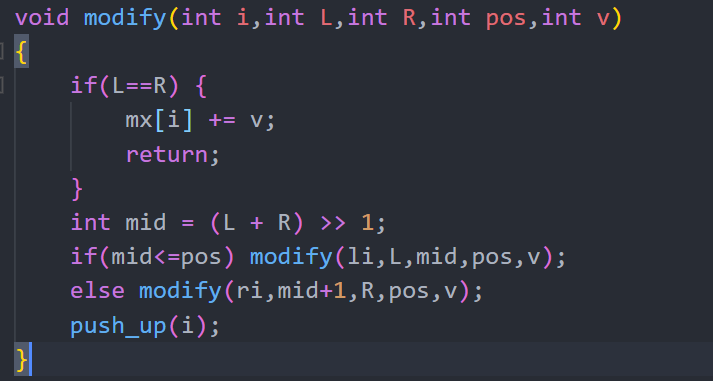 void modify(int i,int L,int R,int pos,int v)
{
    if(L==R) {
        mx[i] += v;
        return;
    }
    int mid = (L + R) >> 1;
    if(mid<=pos) modify(li,L,mid,pos,v);
    else modify(ri,mid+1,R,pos,v);
    push_up(i);
}